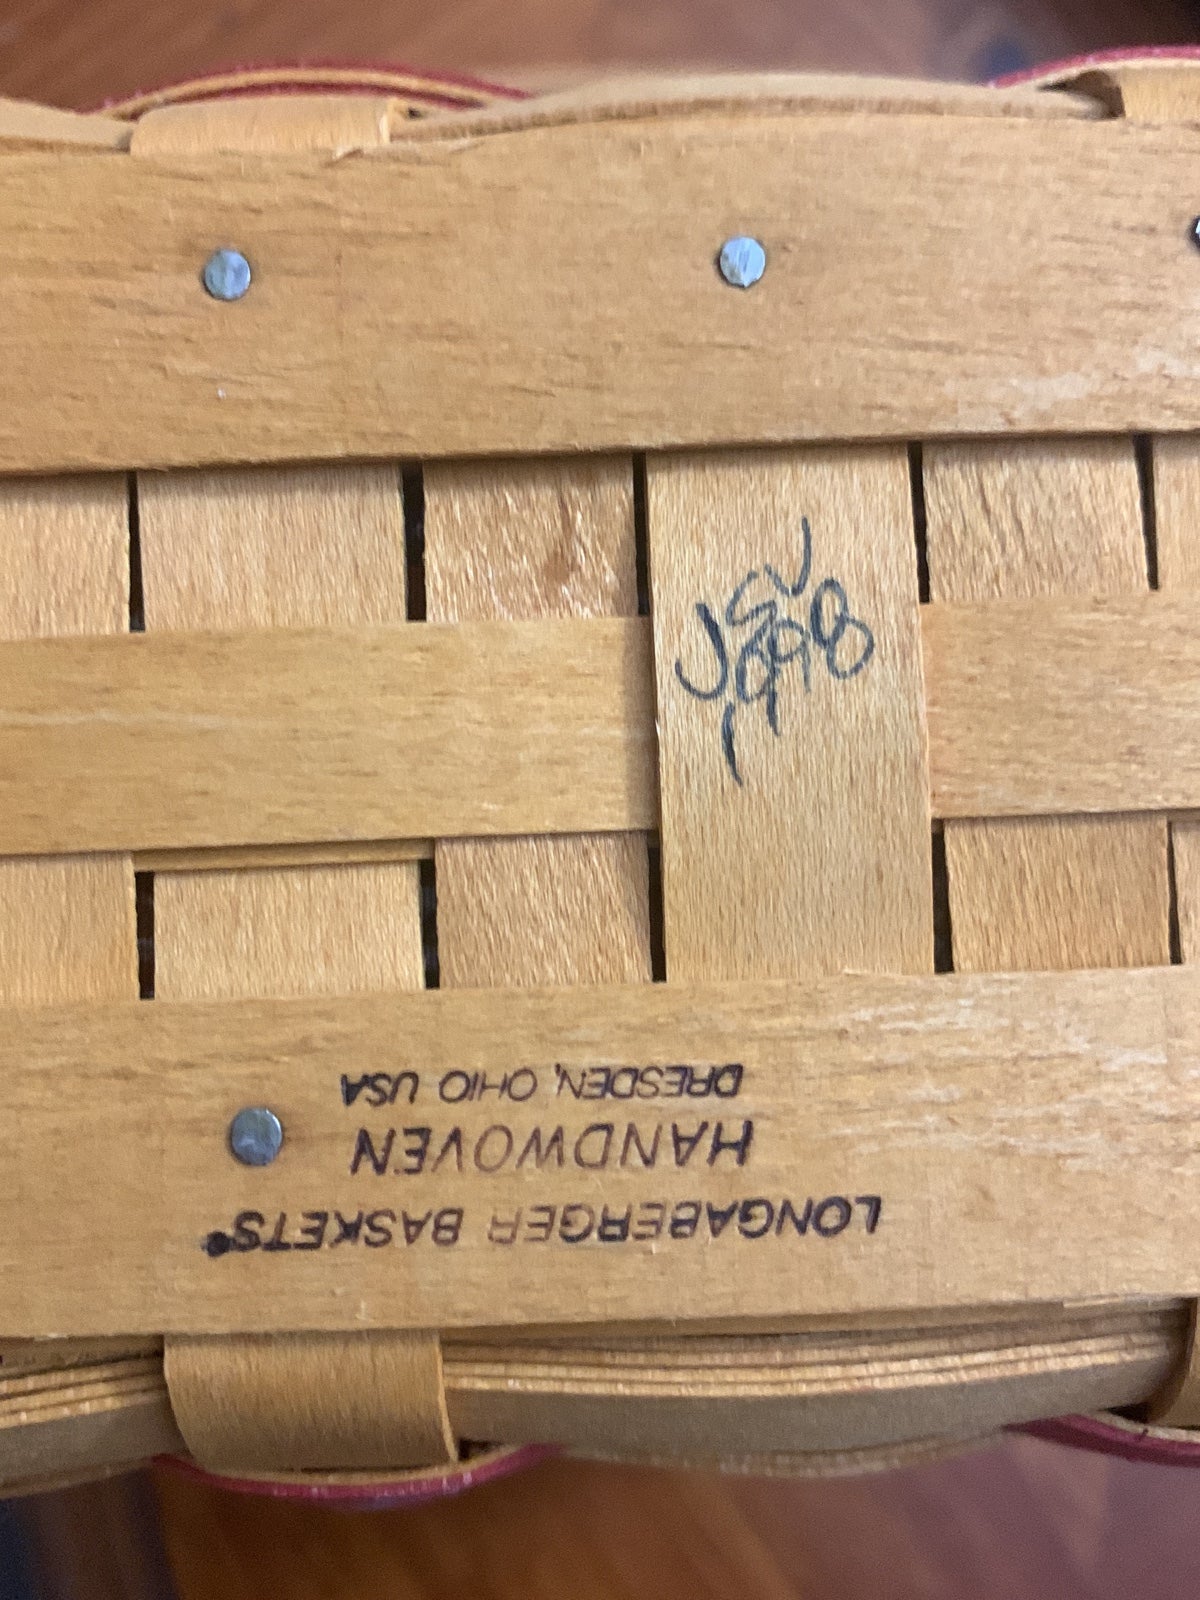 LONGABERGER BASKETS®
HANDWOVEN
DRESDEN, OHIO USA
1998